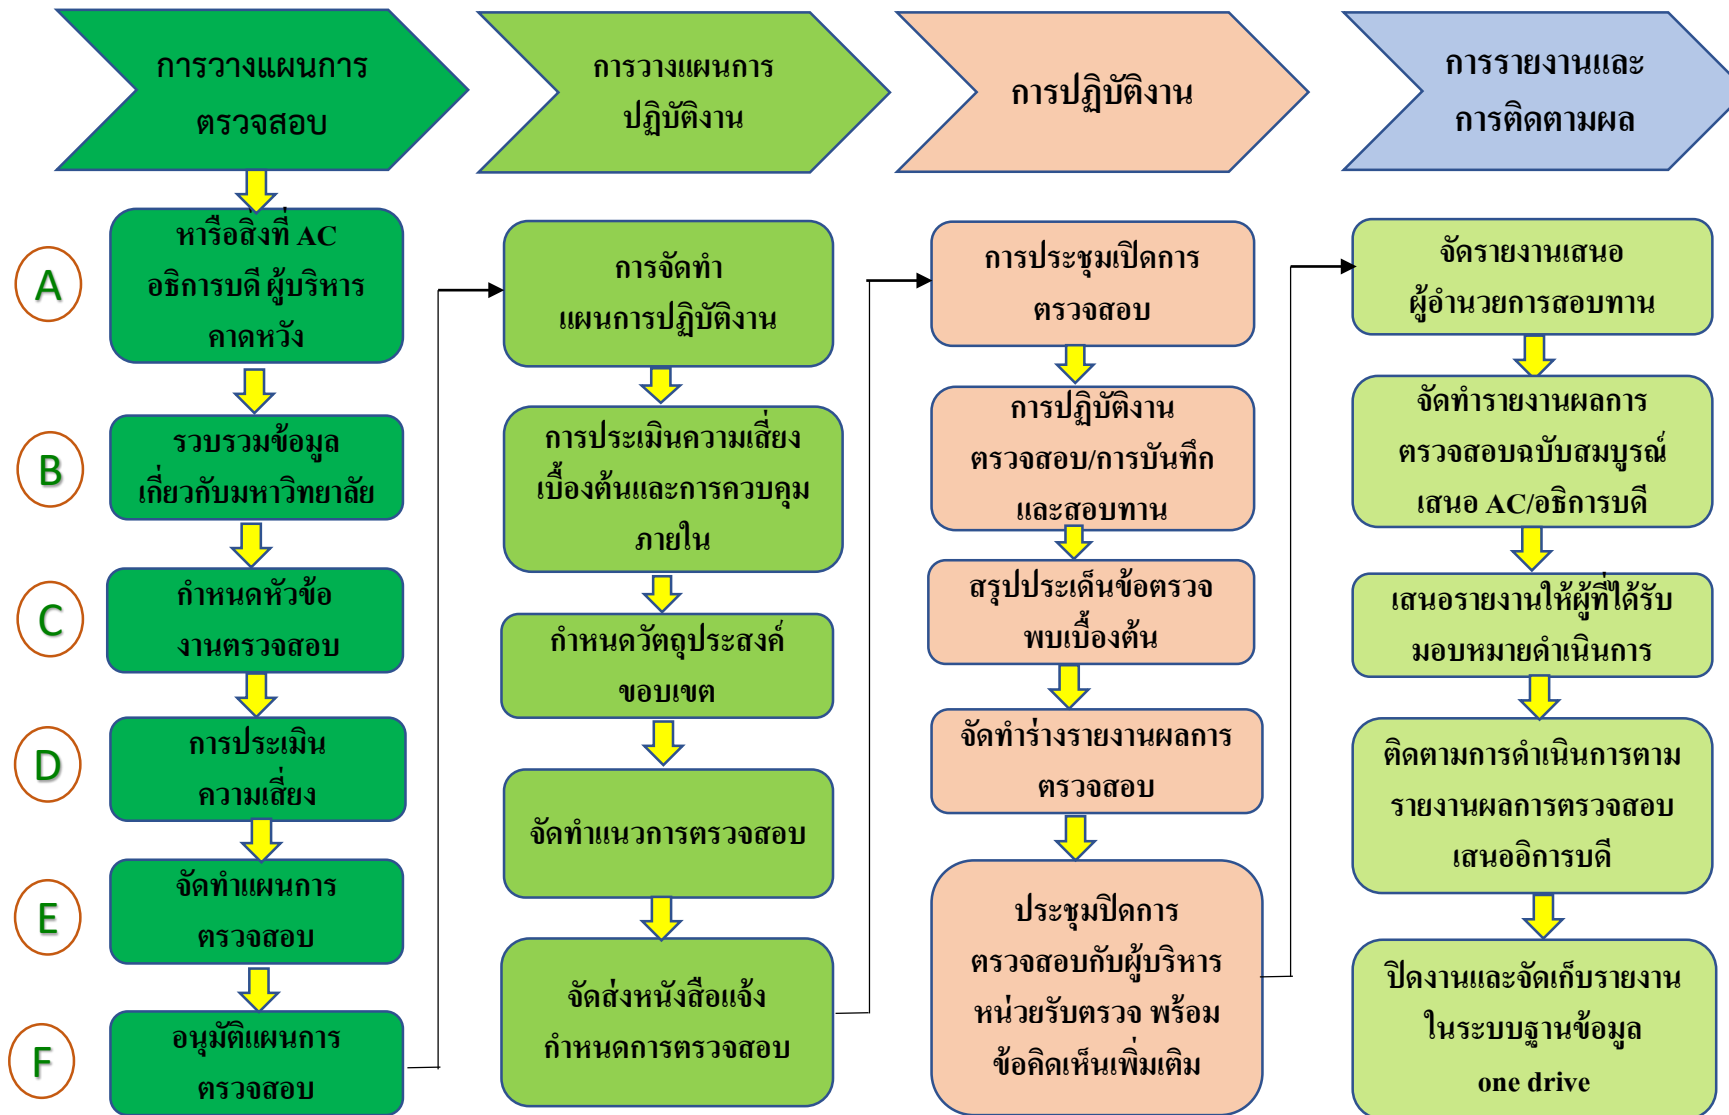 การวางแผนการ
ตรวจสอบ
การวางแผนการ
ปฏิบัติงาน
การปฏิบัติงาน
การรายงานและ
การติดตามผล
A
B
C
D
E
F
หารือสิ่งที่ AC
อธิการบดี ผู้บริหาร
คาดหวัง
รวบรวมข้อมูล
เกี่ยวกับมหาวิทยาลัย
กำหนดหัวข้อ
งานตรวจสอบ
การประเมิน
ความเสี่ยง
จัดทำแผนการ
ตรวจสอบ
อนุมัติแผนการ
ตรวจสอบ
การจัดทำ
แผนการปฏิบัติงาน
การประเมินความเสี่ยง
เบื้องต้นและการควบคุม
ภายใน
กำหนดวัตถุประสงค์
ขอบเขต
จัดทำแนวการตรวจสอบ
จัดส่งหนังสือแจ้ง
กำหนดการตรวจสอบ
การประชุมเปิดการ
ตรวจสอบ
การปฏิบัติงาน
ตรวจสอบ/การบันทึก
และสอบทาน
สรุปประเด็นข้อตรวจ
พบเบื้องต้น
จัดทำร่างรายงานผลการ
ตรวจสอบ
ประชุมปิดการ
ตรวจสอบกับผู้บริหาร
หน่วยรับตรวจ พร้อม
ข้อคิดเห็นเพิ่มเติม
จัดรายงานเสนอ
ผู้อำนวยการสอบทาน
จัดทำรายงานผลการ
ตรวจสอบฉบับสมบูรณ์
เสนอ AC/อธิการบดี
เสนอรายงานให้ผู้ที่ได้รับ
มอบหมายดำเนินการ
ติดตามการดำเนินการตาม
รายงานผลการตรวจสอบ
เสนออิการบดี
ปิดงานและจัดเก็บรายงาน
ในระบบฐานข้อมูล
one drive